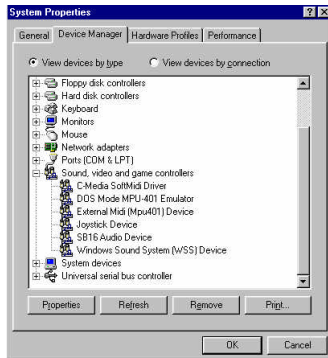 System Properties
General Device Manager Hardware Profiles Performance
View devices by type View devices by connection
Floppy disk controllers
Hard disk controllers
Keyboard
Monitors
Mouse
Network adapters
Ports (COM & LPT)
Sound, video and game controllers
C-Media SoftMidi Driver
DOS Mode MPU-401 Emulator
External Midi (Mpu401) Device
Joystick Device
SB16 Audio Device
Windows Sound System (WSS) Device
System devices
Universal serial bus controller
Properties Refresh Remove Print...
OK Cancel